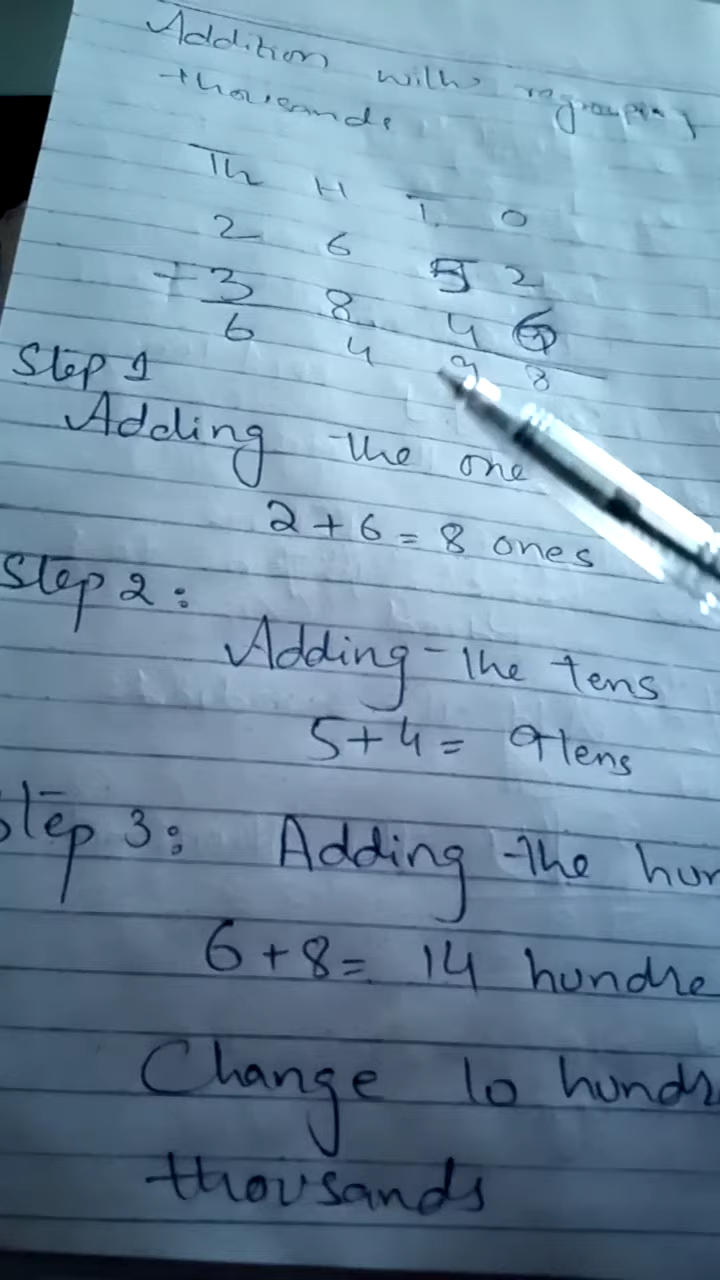 Addition with regrouping
thousands
Th H T O
2 6 5 2
+3 8 4 6
6 4 9 8
Step 1
Adding the one
2 + 6 = 8 ones
Step 2 :
Adding the tens
5 + 4 = 9 tens
Step 3 : Adding the hun
6 + 8 = 14 hundre
Change 10 hundr
thousands